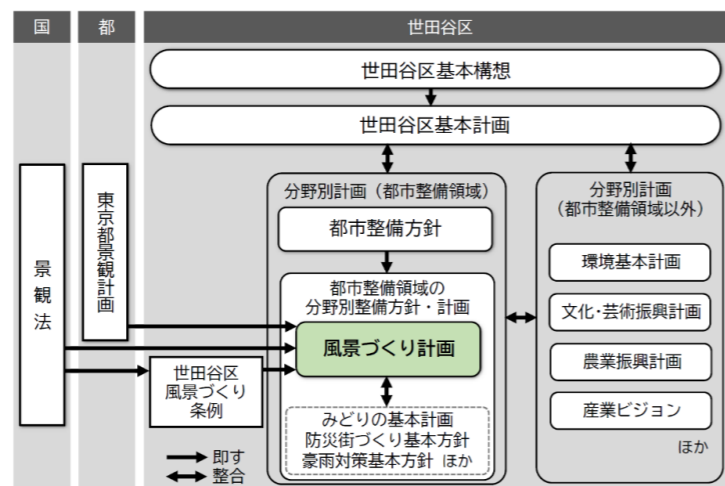 国
都
世田谷区
世田谷区基本構想
世田谷区基本計画
景観法
東京都景観計画
分野別計画（都市整備領域）
都市整備方針
都市整備領域の
分野別整備方針・計画
風景づくり計画
世田谷区
風景づくり
条例
みどりの基本計画
防災街づくり基本方針
豪雨対策基本方針 ほか
分野別計画
（都市整備領域以外）
環境基本計画
文化・芸術振興計画
農業振興計画
産業ビジョン
ほか
即す
整合